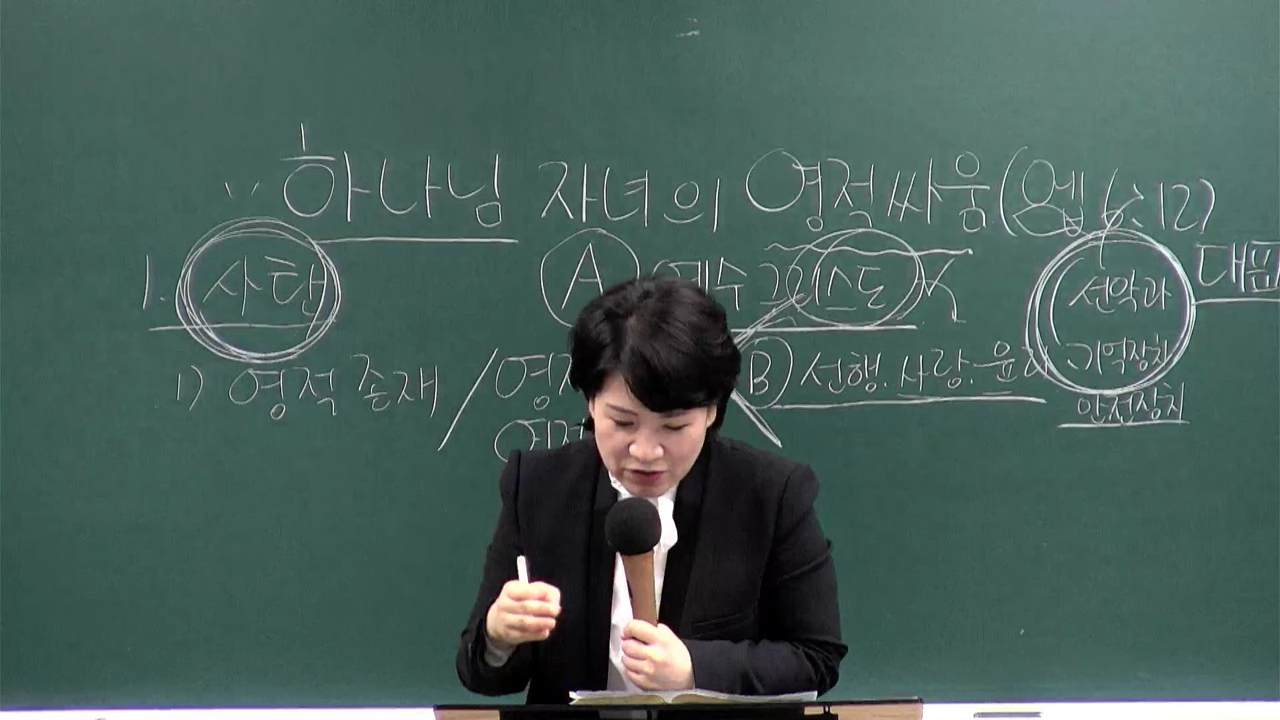 하나님 자녀의 영적싸움(엡 6:12)
1. 사탄 A 예수 그리스도 선악과
1) 영적 존재 / B 선행. 사랑. 윤리 기억장치
안전장치